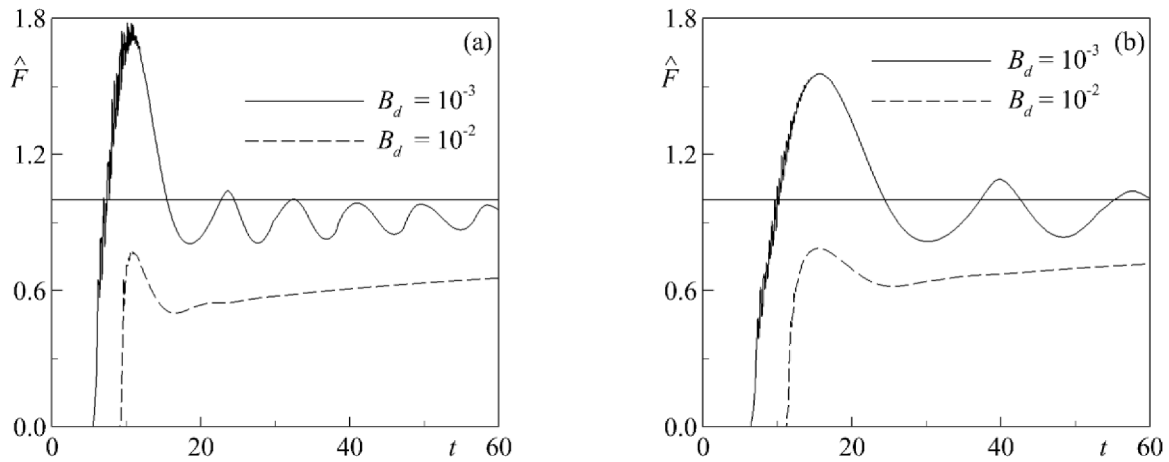 1.8
(a)
F̂
B_d = 10^-3
B_d = 10^-2
1.2
0.6
0.0
0 20 40 t 60
1.8
(b)
F̂
B_d = 10^-3
B_d = 10^-2
1.2
0.6
0.0
0 20 40 t 60